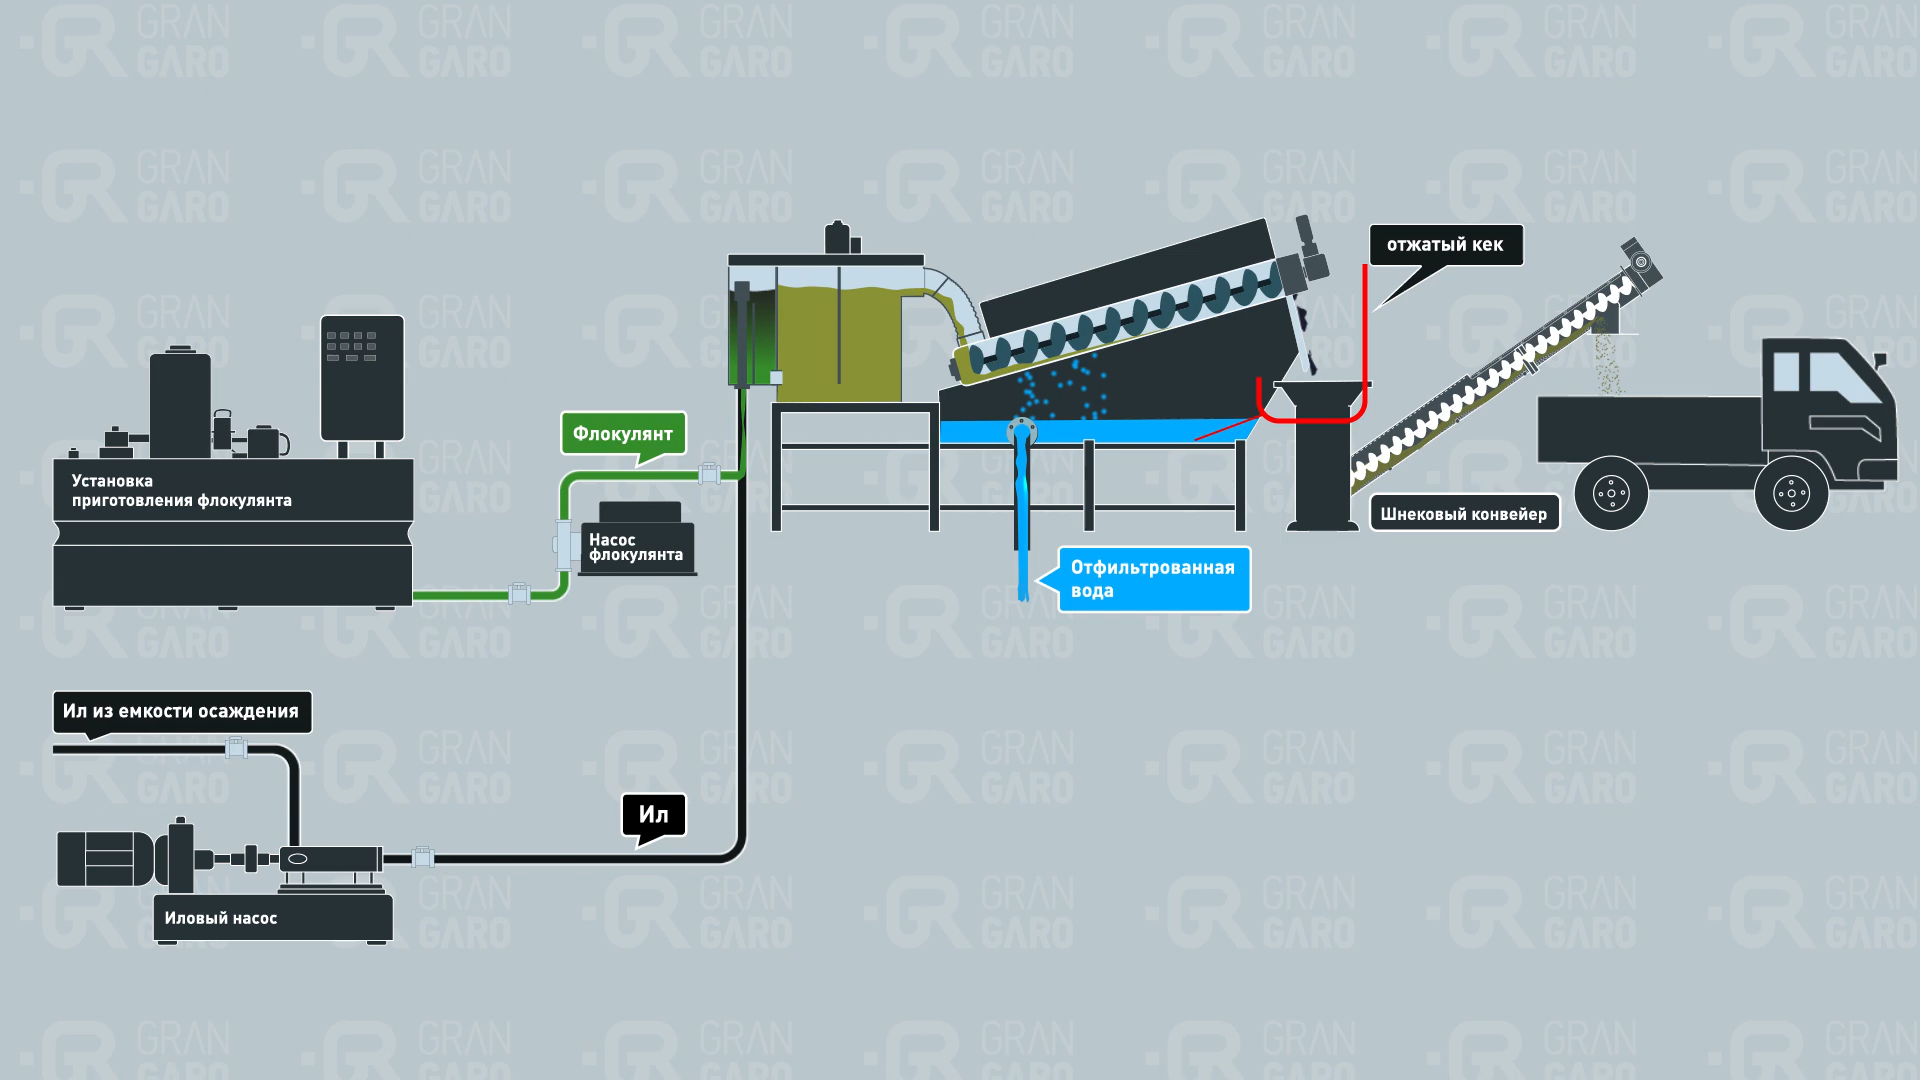 GRAN
GARO
отжатый кек
Флокулянт
Установка
приготовления флокулянта
Насос
флокулянта
Шнековый конвейер
Отфильтрованная
вода
Ил из емкости осаждения
Ил
Иловый насос